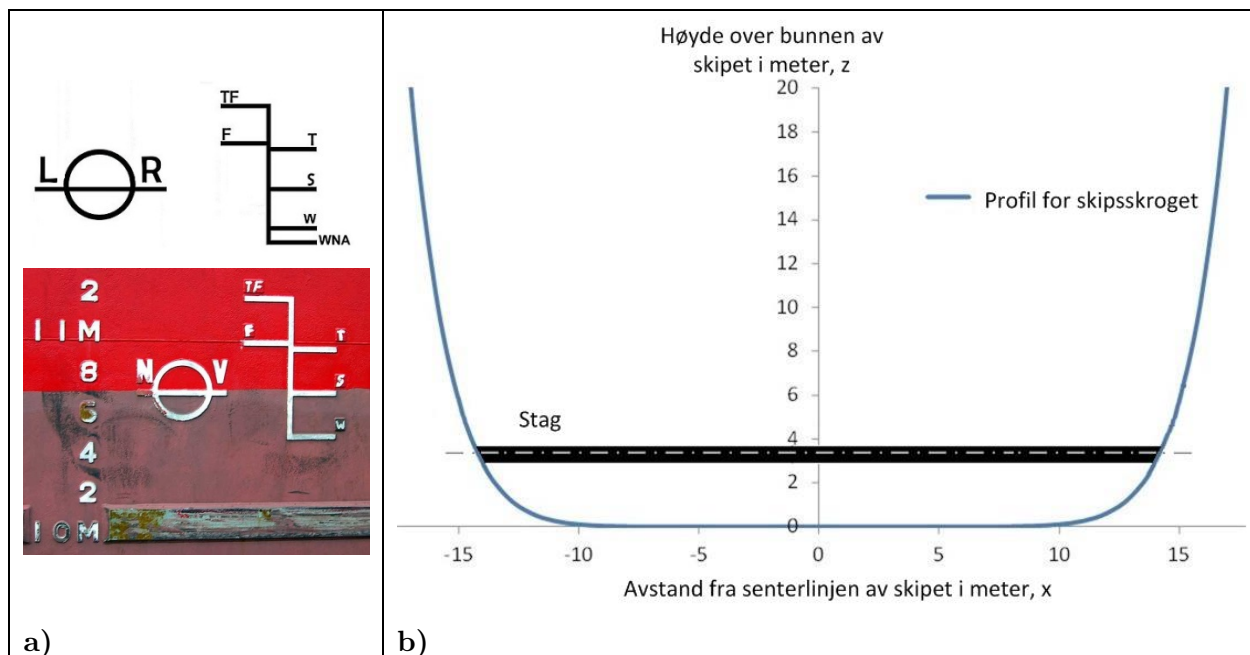 TF
F T
L R S
W
WNA
2 TF
11M F T
8 N V
6 S
4 W
2
10M
a)
Høyde over bunnen av
skipet i meter, z
20
18
16
14
12
10
8
6
4
2
0
Profil for skipsskroget
Stag
-15 -10 -5 0 5 10 15
Avstand fra senterlinjen av skipet i meter, x
b)